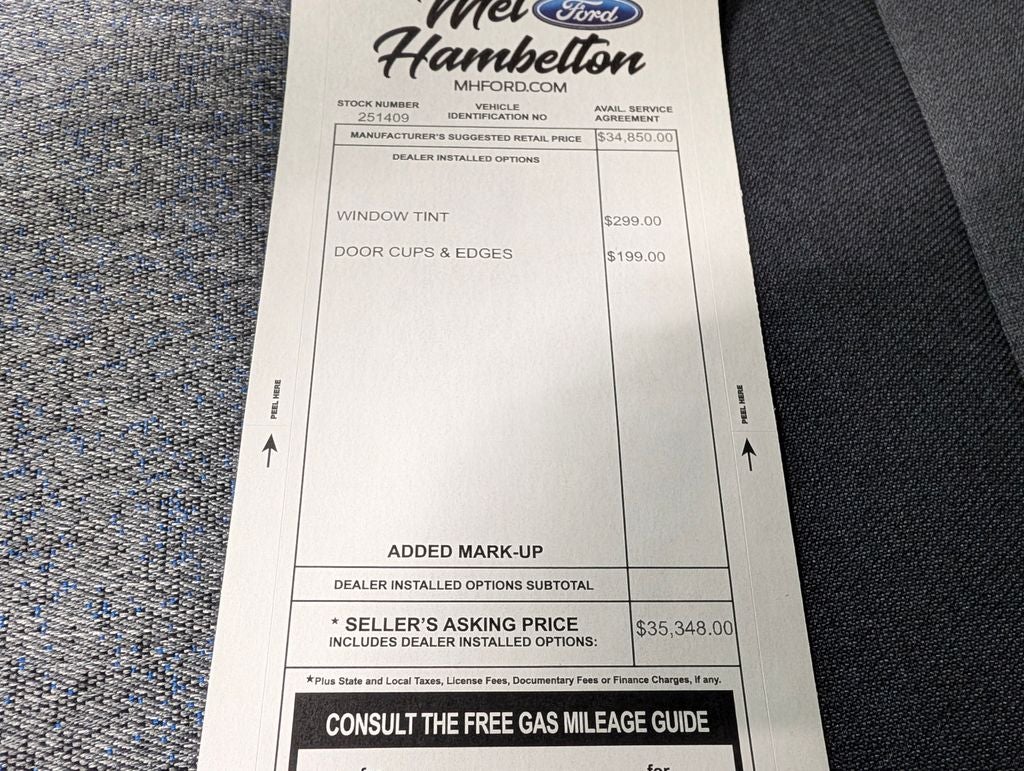 Mel Ford
Hambelton
MHFORD.COM
STOCK NUMBER
251409
VEHICLE
IDENTIFICATION NO
AVAIL. SERVICE
AGREEMENT
MANUFACTURER'S SUGGESTED RETAIL PRICE $34,850.00
DEALER INSTALLED OPTIONS
WINDOW TINT $299.00
DOOR CUPS & EDGES $199.00
PEEL HERE
PEEL HERE
ADDED MARK-UP
DEALER INSTALLED OPTIONS SUBTOTAL
* SELLER'S ASKING PRICE $35,348.00
INCLUDES DEALER INSTALLED OPTIONS:
*Plus State and Local Taxes, License Fees, Documentary Fees or Finance Charges, if any.
CONSULT THE FREE GAS MILEAGE GUIDE